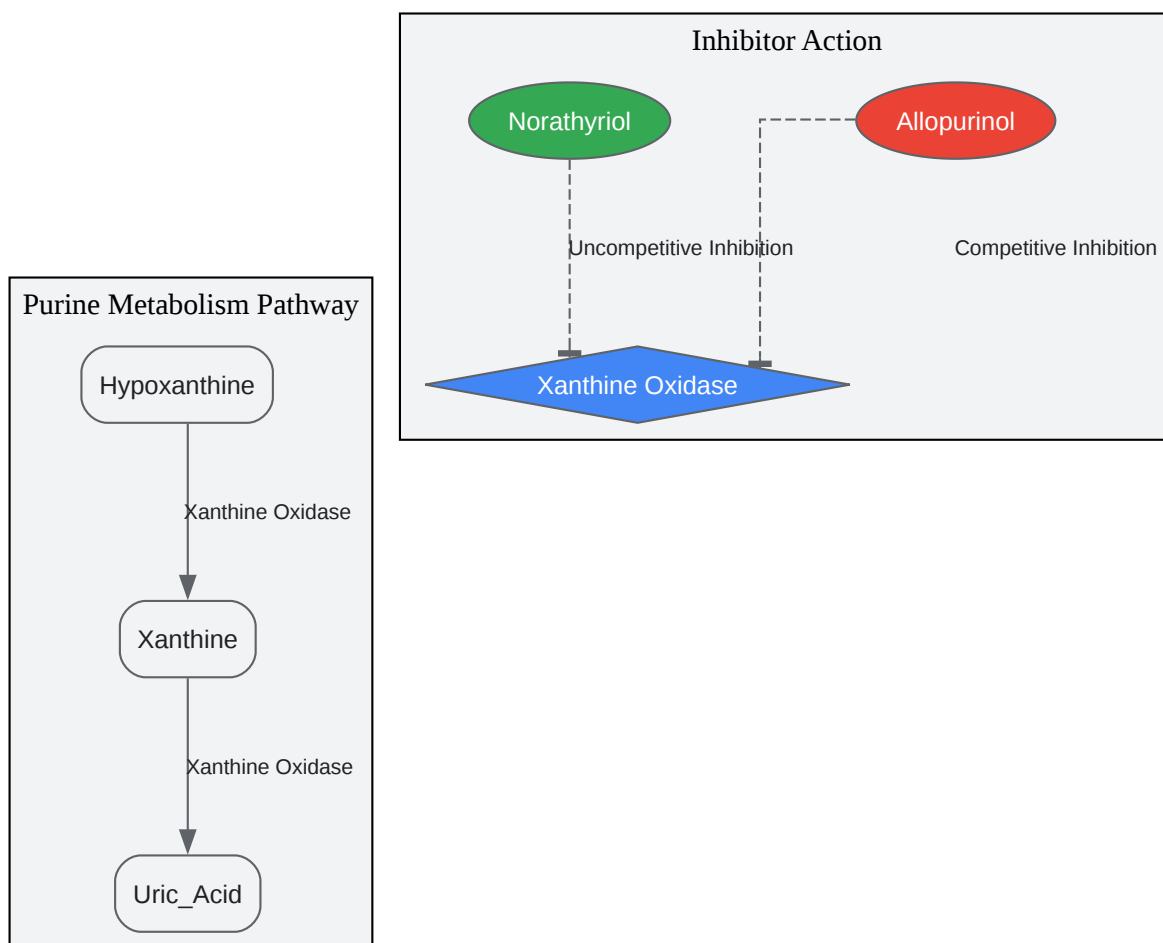 Inhibitor Action
Norathyriol
Allopurinol
Uncompetitive Inhibition
Competitive Inhibition
Xanthine Oxidase
Purine Metabolism Pathway
Hypoxanthine
Xanthine Oxidase
Xanthine
Xanthine Oxidase
Uric_Acid